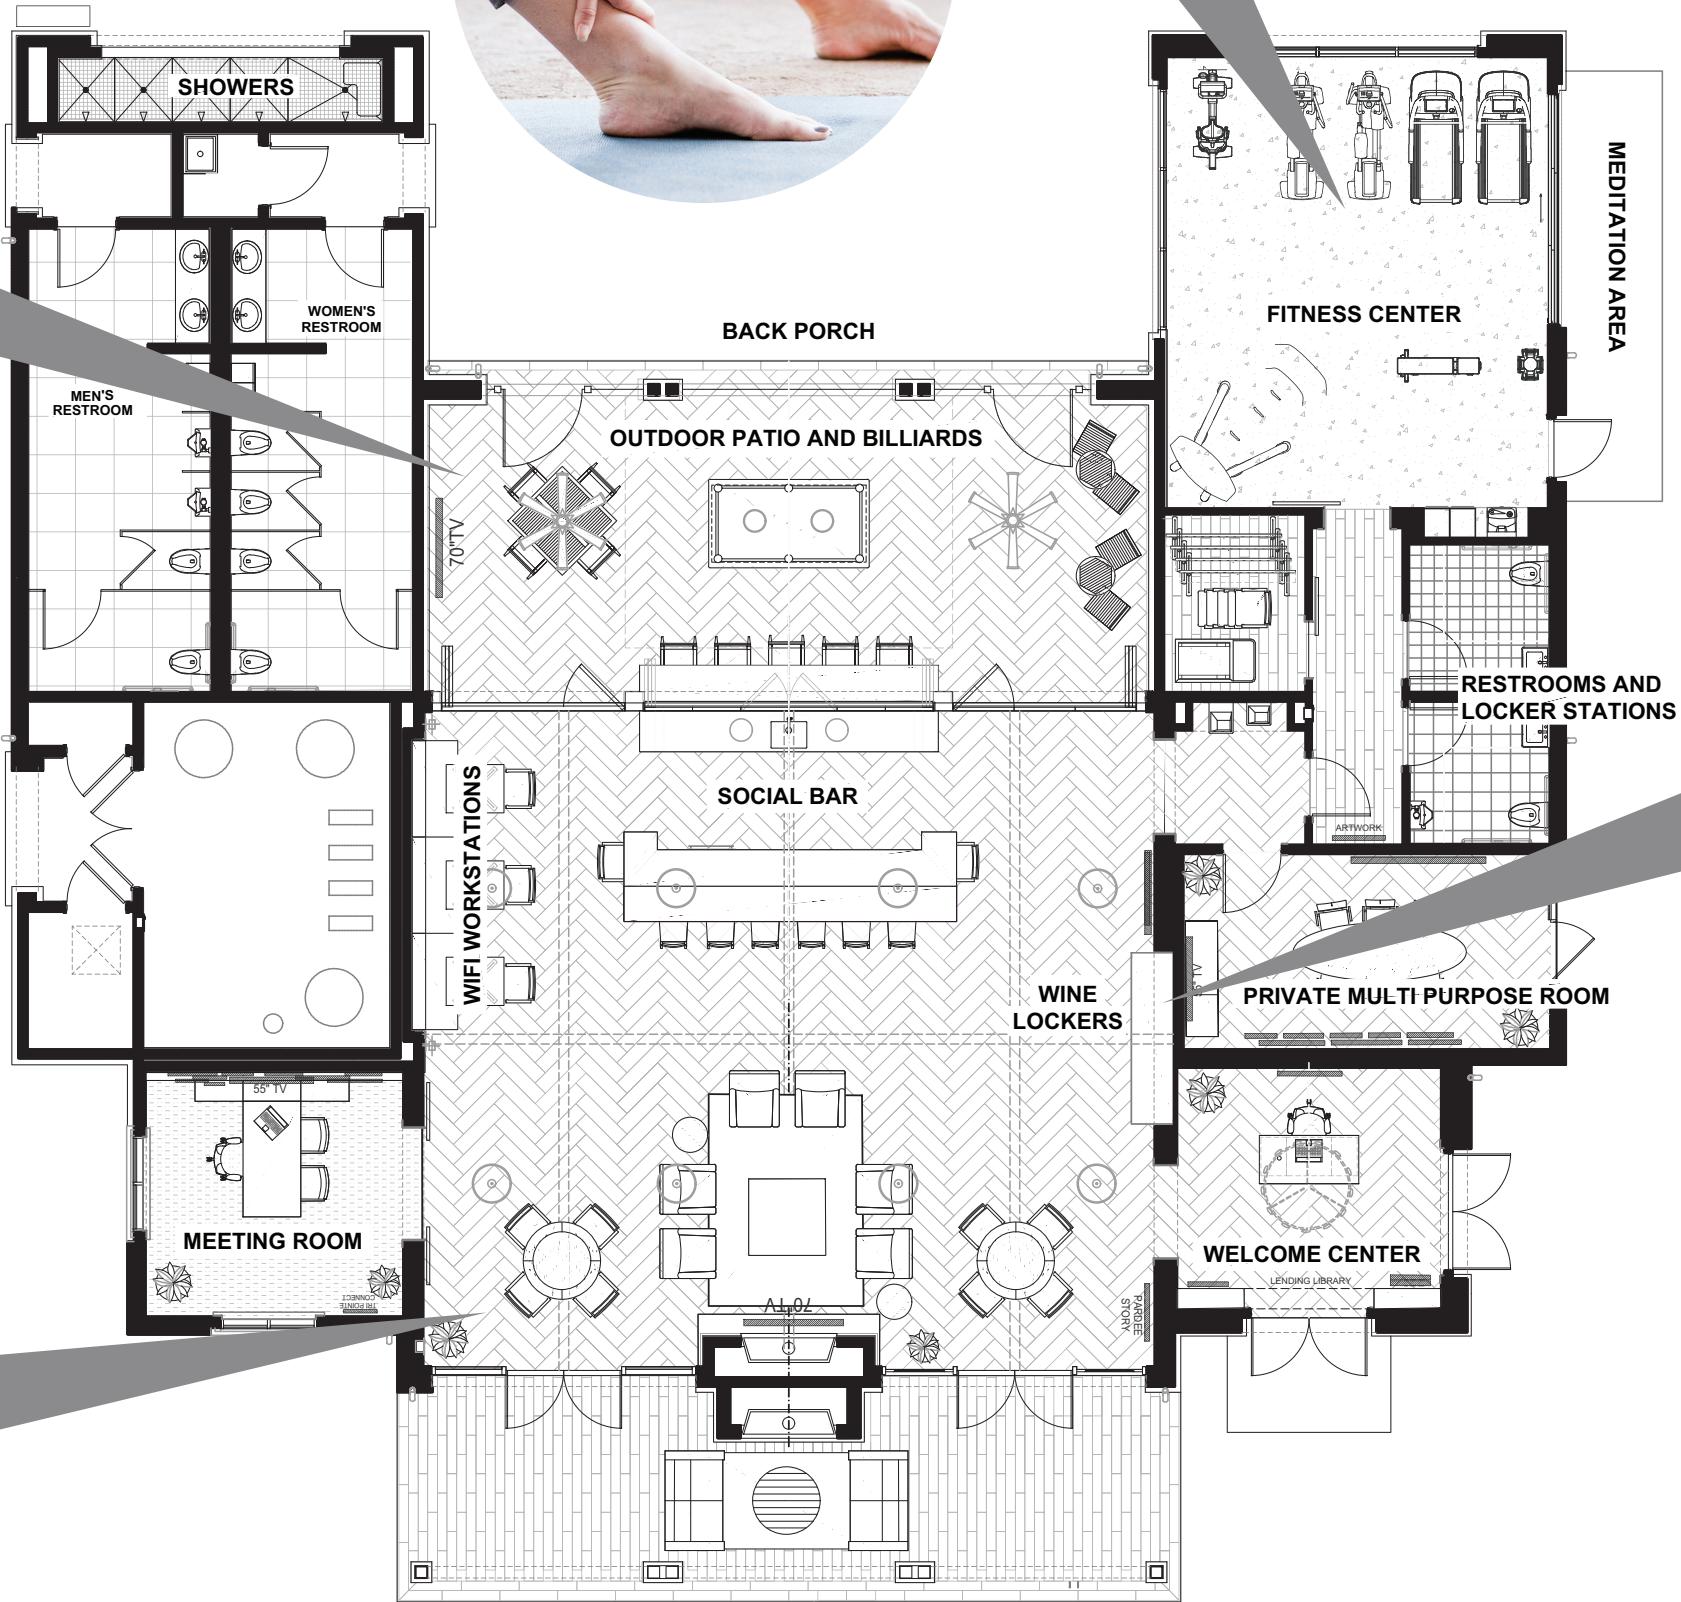 SHOWERS
MEDITATION AREA
WOMEN'S
RESTROOM
BACK PORCH
FITNESS CENTER
MEN'S
RESTROOM
OUTDOOR PATIO AND BILLIARDS
70"TV
RESTROOMS AND
LOCKER STATIONS
WIFI WORKSTATIONS
SOCIAL BAR
ARTWORK
WINE
LOCKERS
PRIVATE MULTI PURPOSE ROOM
55" TV
MEETING ROOM
WELCOME CENTER
LENDING LIBRARY
TRI POINTE
CONNECT
70"TV
PARDEE
STORY